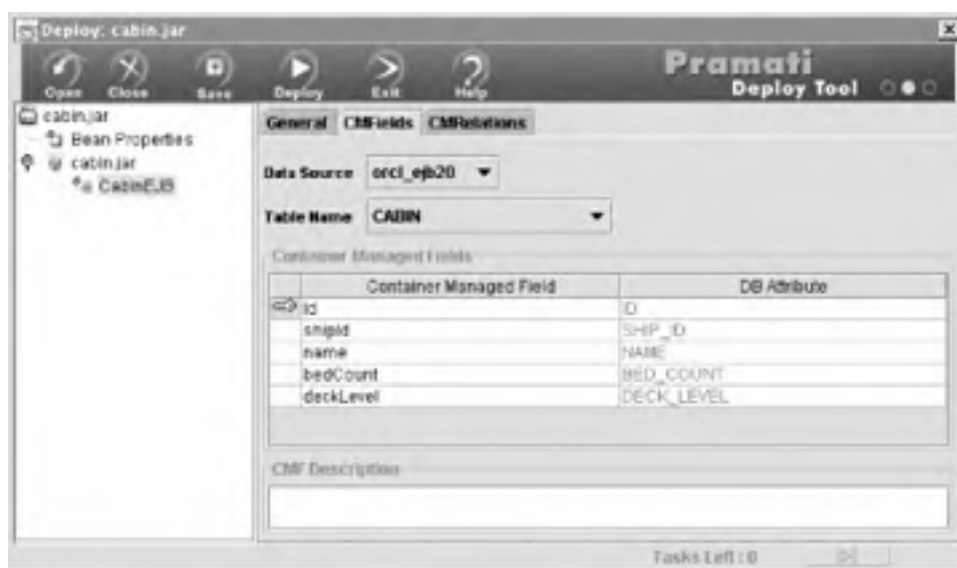 Deploy: cabin.jar
Open Close Save Deploy Exit Help
Pramati
Deploy Tool
cabin.jar
Bean Properties
cabin.jar
CabinEJB
General CMFields CMRelations
Data Source orcl_ejb20
Table Name CABIN
Container Managed Fields
Container Managed Field DB Attribute
id ID
shipId SHIP_ID
name NAME
bedCount BED_COUNT
deckLevel DECK_LEVEL
CMF Description
Tasks Left : 0